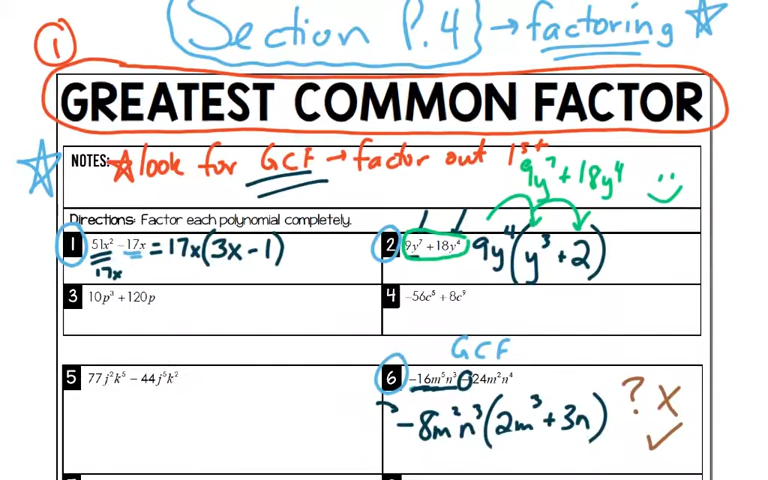 Section P.4 → factoring
1
GREATEST COMMON FACTOR
NOTES: look for GCF → factor out 1st
9y⁷ + 18y⁴
Directions: Factor each polynomial completely.
1 51x² − 17x = 17x(3x − 1)
17x
2 9y⁷ + 18y⁴ 9y⁴(y³ + 2)
3 10p³ + 120p
4 −56c⁵ + 8c⁹
GCF
5 77j²k⁵ − 44j⁵k²
6 −16m⁵n³ − 24m²n⁴
−8m²n³(2m³ + 3n) ?